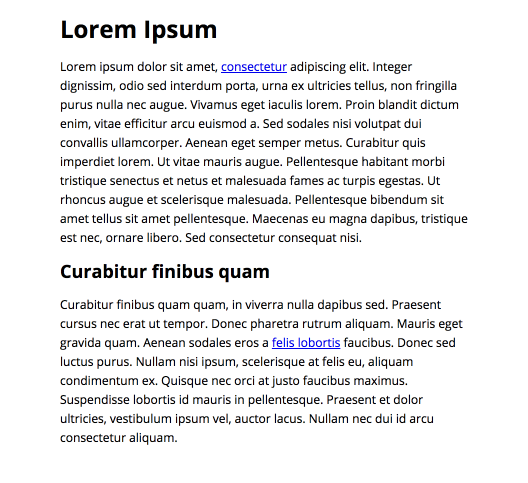 Lorem Ipsum
Lorem ipsum dolor sit amet, consectetur adipiscing elit. Integer
dignissim, odio sed interdum porta, urna ex ultricies tellus, non fringilla
purus nulla nec augue. Vivamus eget iaculis lorem. Proin blandit dictum
enim, vitae efficitur arcu euismod a. Sed sodales nisi volutpat dui
convallis ullamcorper. Aenean eget semper metus. Curabitur quis
imperdiet lorem. Ut vitae mauris augue. Pellentesque habitant morbi
tristique senectus et netus et malesuada fames ac turpis egestas. Ut
rhoncus augue et scelerisque malesuada. Pellentesque bibendum sit
amet tellus sit amet pellentesque. Maecenas eu magna dapibus, tristique
est nec, ornare libero. Sed consectetur consequat nisi.
Curabitur finibus quam
Curabitur finibus quam quam, in viverra nulla dapibus sed. Praesent
cursus nec erat ut tempor. Donec pharetra rutrum aliquam. Mauris eget
gravida quam. Aenean sodales eros a felis lobortis faucibus. Donec sed
luctus purus. Nullam nisi ipsum, scelerisque at felis eu, aliquam
condimentum ex. Quisque nec orci at justo faucibus maximus.
Suspendisse lobortis id mauris in pellentesque. Praesent et dolor
ultricies, vestibulum ipsum vel, auctor lacus. Nullam nec dui id arcu
consectetur aliquam.